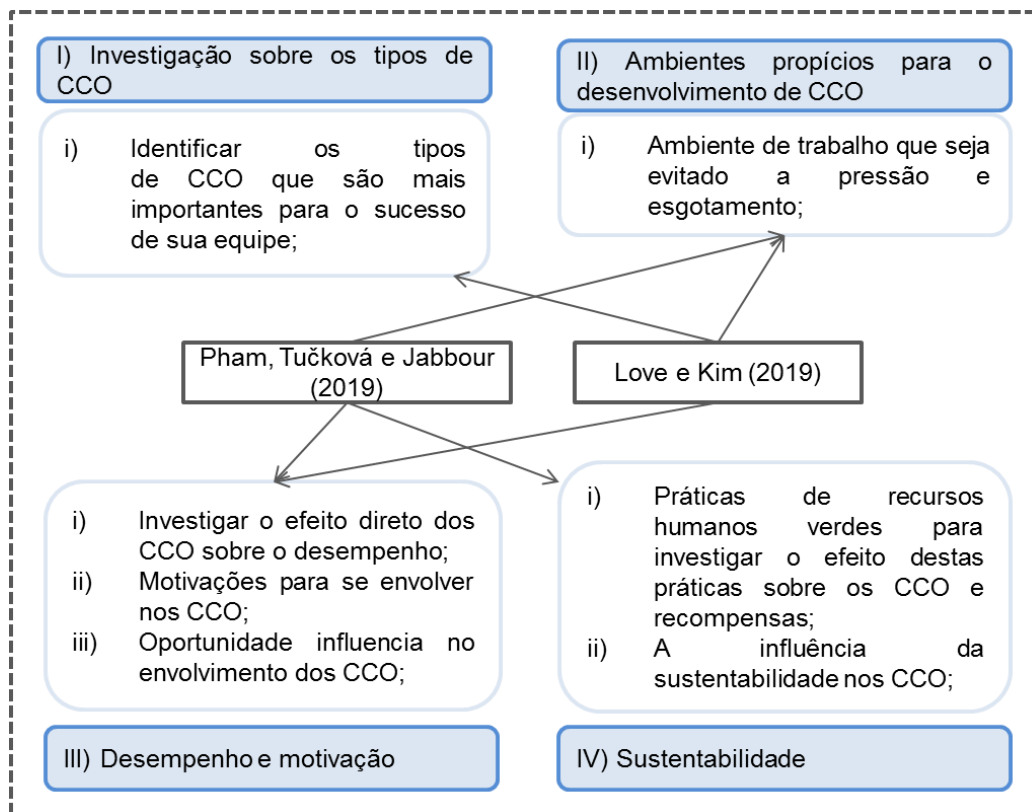 I) Investigação sobre os tipos de
CCO
i) Identificar os tipos
de CCO que são mais
importantes para o sucesso
de sua equipe;
II) Ambientes propícios para o
desenvolvimento de CCO
i) Ambiente de trabalho que seja
evitado a pressão e
esgotamento;
Pham, Tučková e Jabbour
(2019)
Love e Kim (2019)
i) Investigar o efeito direto dos
CCO sobre o desempenho;
ii) Motivações para se envolver
nos CCO;
iii) Oportunidade influencia no
envolvimento dos CCO;
III) Desempenho e motivação
i) Práticas de recursos
humanos verdes para
investigar o efeito destas
práticas sobre os CCO e
recompensas;
ii) A influência da
sustentabilidade nos CCO;
IV) Sustentabilidade